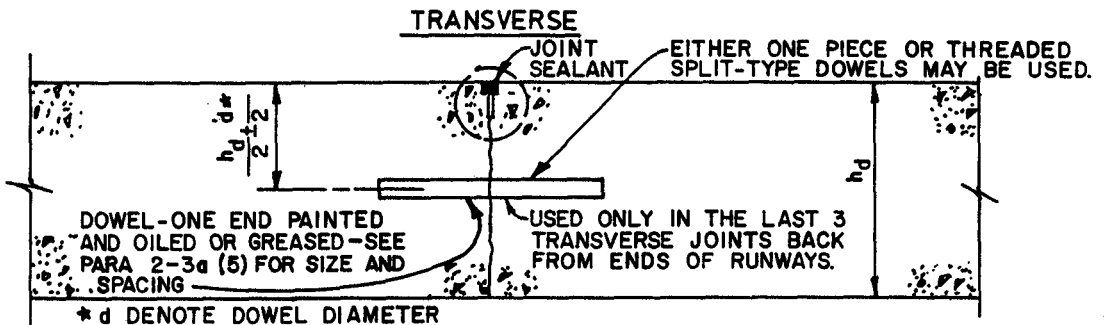 TRANSVERSE
JOINT
SEALANT
EITHER ONE PIECE OR THREADED
SPLIT-TYPE DOWELS MAY BE USED.
h_d/2 ± d*/2
h_d
DOWEL-ONE END PAINTED
AND OILED OR GREASED-SEE
PARA 2-3a (5) FOR SIZE AND
SPACING
USED ONLY IN THE LAST 3
TRANSVERSE JOINTS BACK
FROM ENDS OF RUNWAYS.
* d DENOTE DOWEL DIAMETER